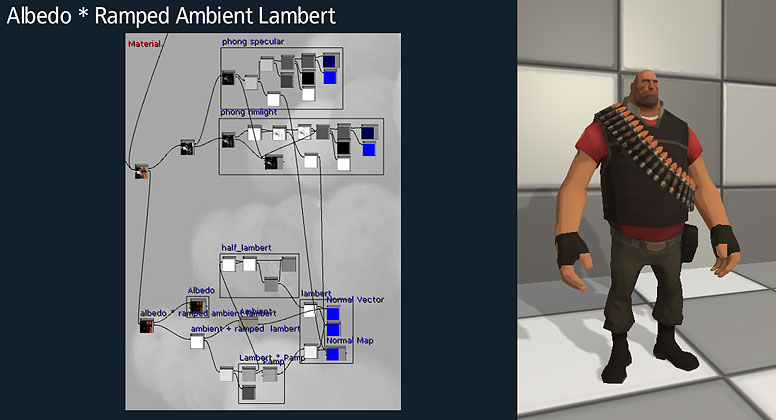 Albedo * Ramped Ambient Lambert
Material
phong specular
phong rimlight
half_lambert
Albedo
lambert
Normal Vector
albedo * ramped ambient lambert
Ambient
ambient + ramped lambert
Normal Map
Lambert * Ramp
Ramp